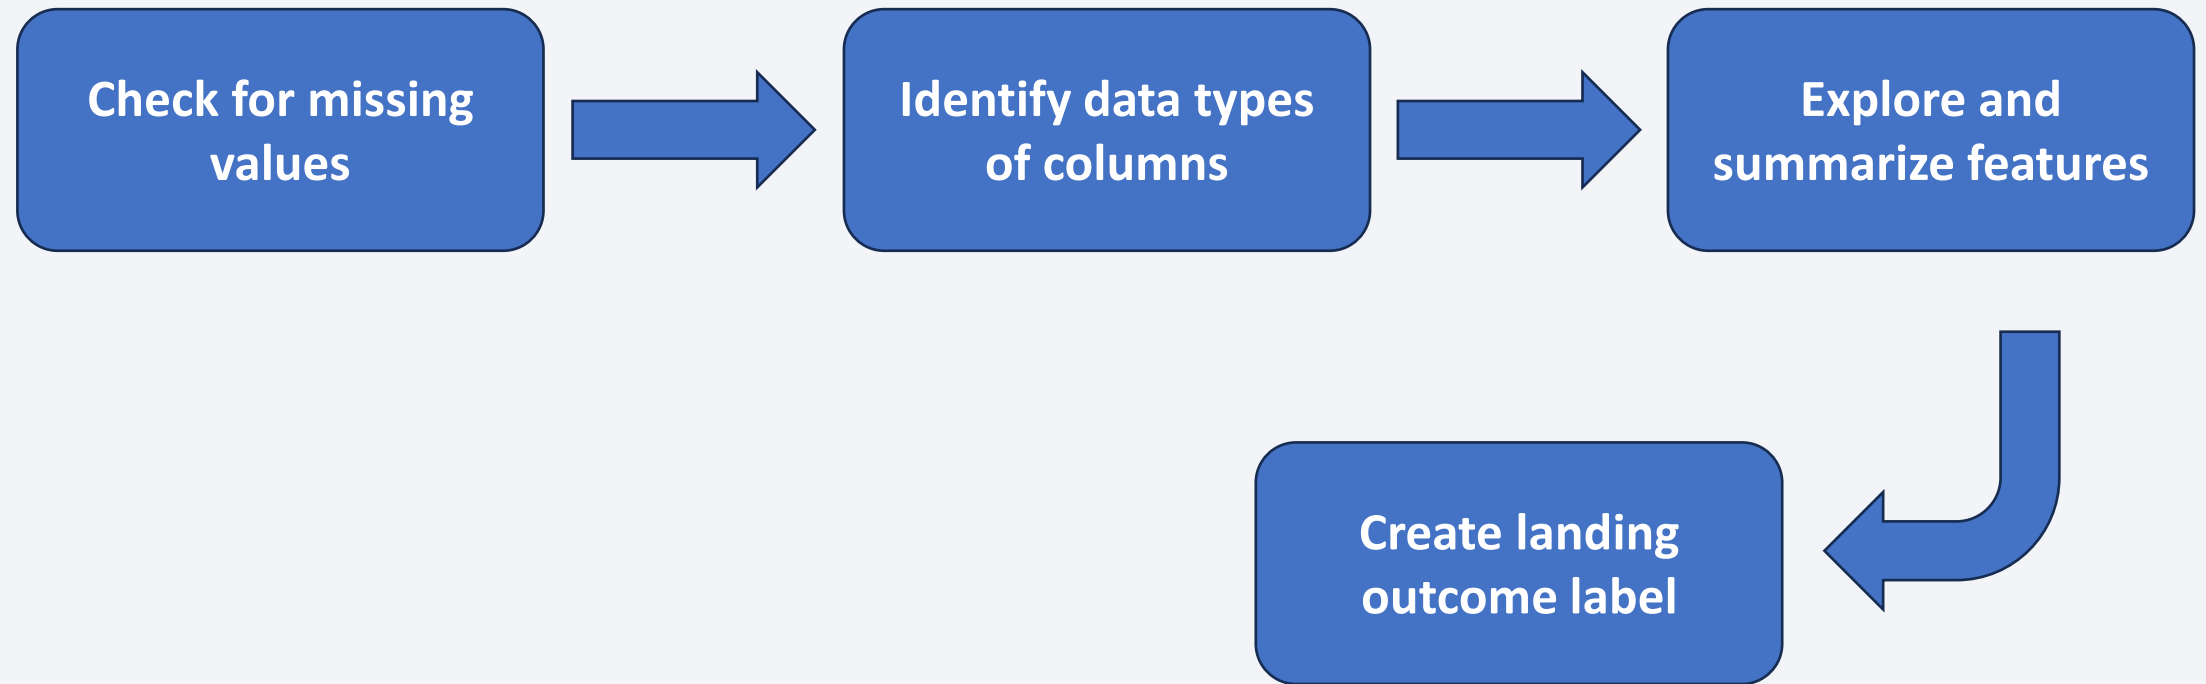 Check for missing
values
Identify data types
of columns
Explore and
summarize features
Create landing
outcome label